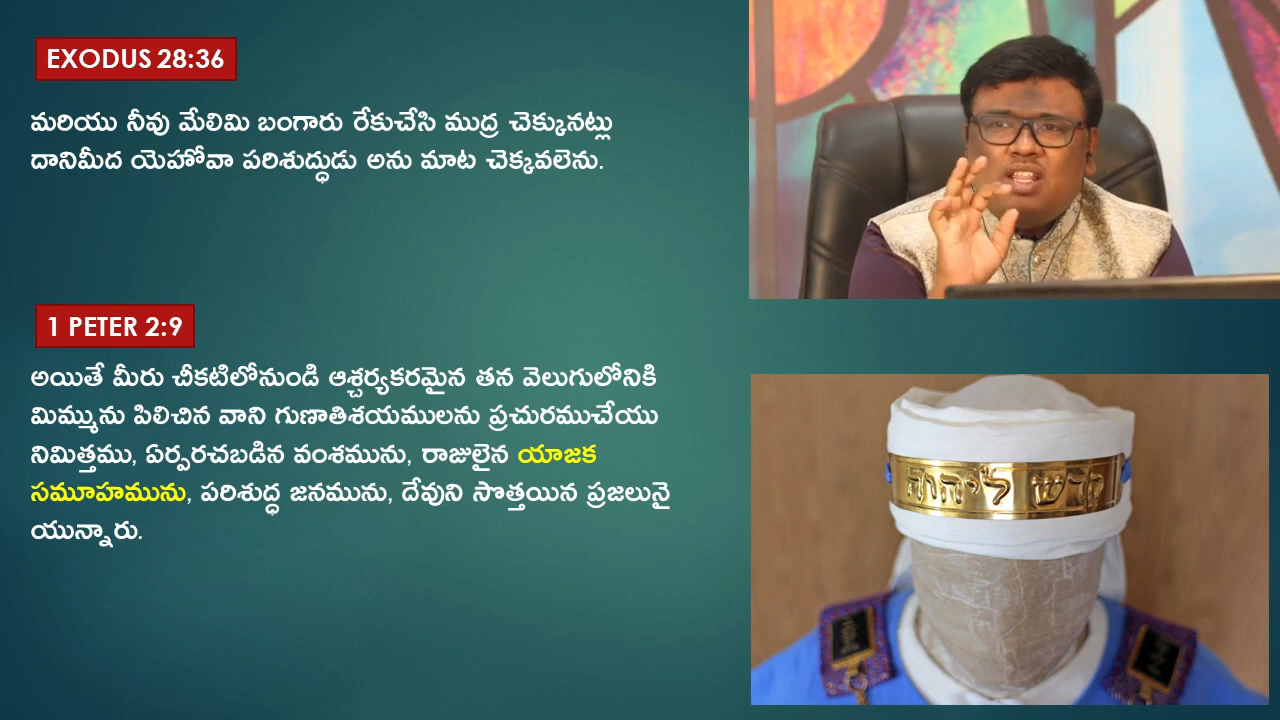 EXODUS 28:36
మరియు నీవు మేలిమి బంగారు రేకుచేసి ముద్ర చెక్కునట్లు
దానిమీద యెహోవా పరిశుద్ధుడు అను మాట చెక్కవలెను.
1 PETER 2:9
అయితే మీరు చీకటిలోనుండి ఆశ్చర్యకరమైన తన వెలుగులోనికి
మిమ్మును పిలిచిన వాని గుణాతిశయములను ప్రచురముచేయు
నిమిత్తము, ఏర్పరచబడిన వంశమును, రాజులైన యాజక
సమూహమును, పరిశుద్ధ జనమును, దేవుని సొత్తయిన ప్రజలునై
యున్నారు.
קדש ליהוה